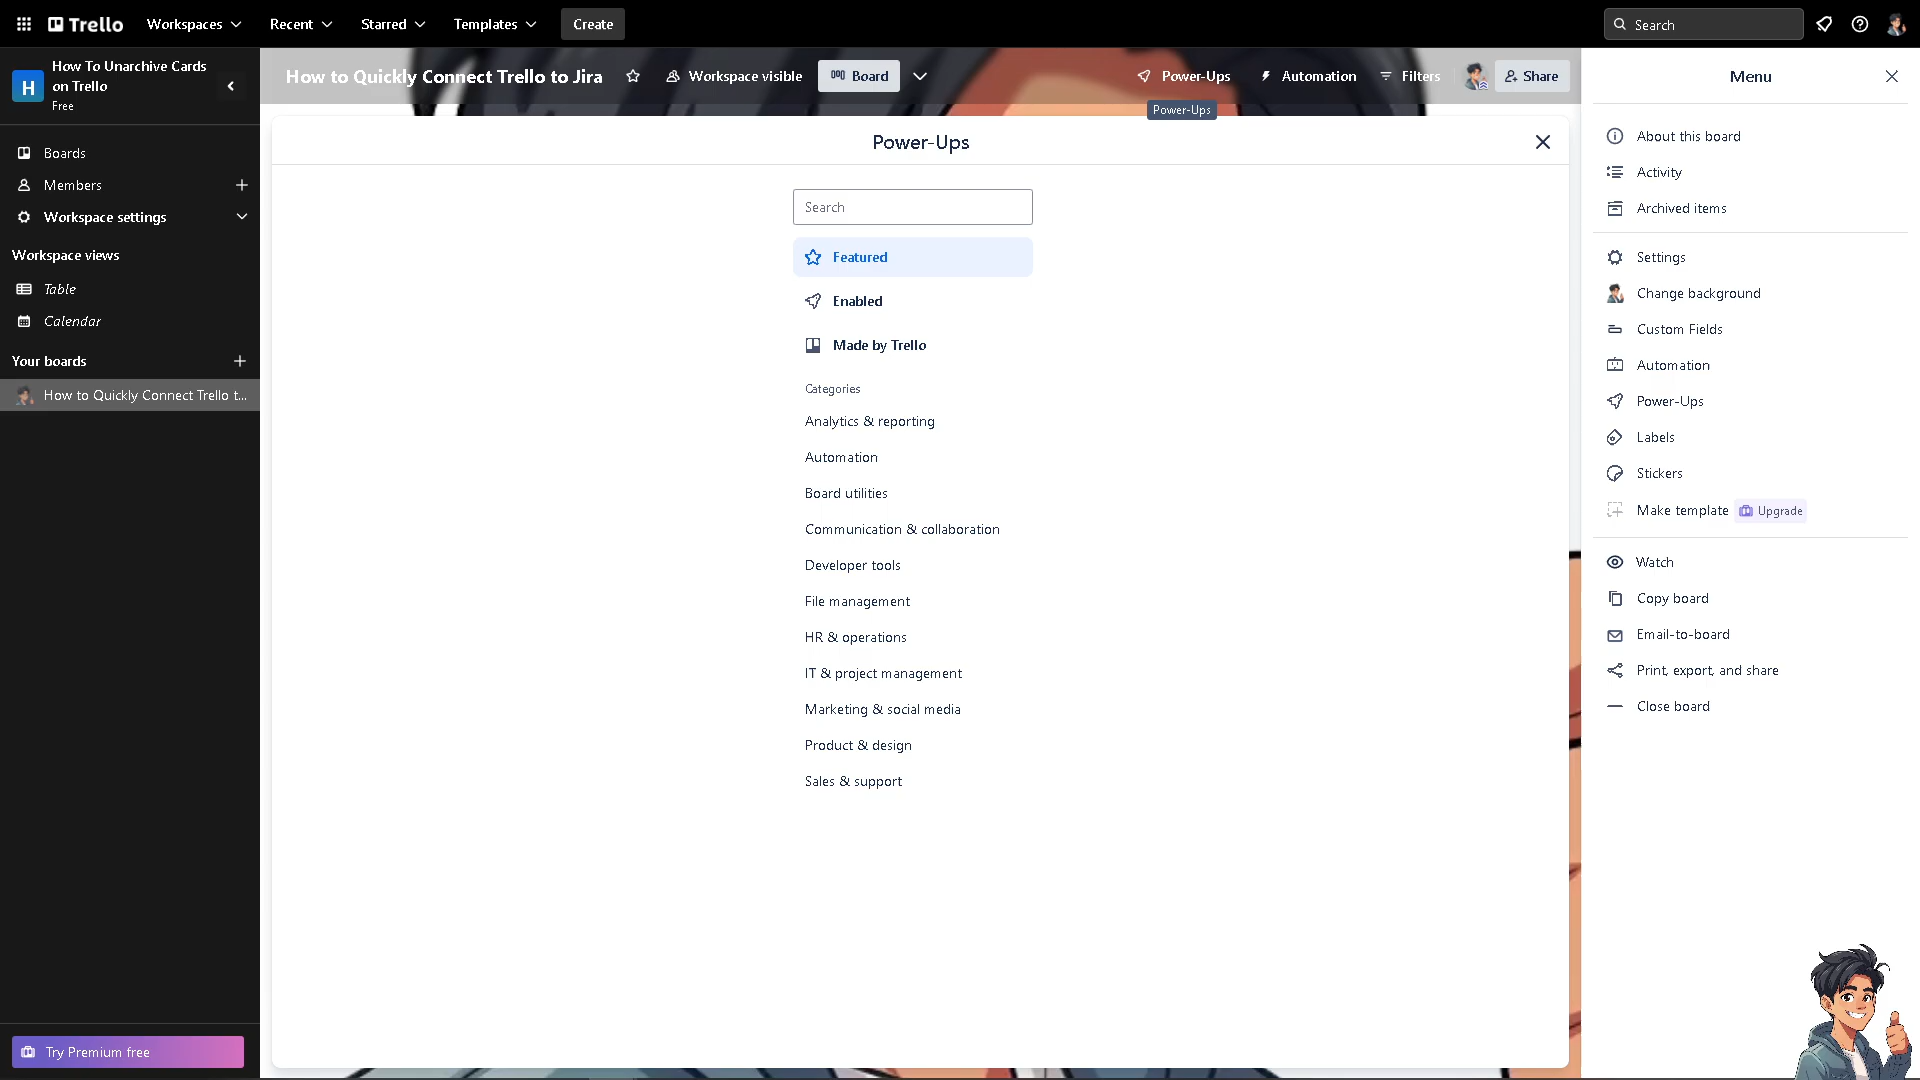 Trello
Workspaces
Recent
Starred
Templates
Create
Search
H
How To Unarchive Cards
on Trello
Free
Boards
Members
Workspace settings
Workspace views
Table
Calendar
Your boards
How to Quickly Connect Trello t...
Try Premium free
How to Quickly Connect Trello to Jira
Workspace visible
Board
Power-Ups
Automation
Filters
Share
Power-Ups
Power-Ups
Search
Featured
Enabled
Made by Trello
Categories
Analytics & reporting
Automation
Board utilities
Communication & collaboration
Developer tools
File management
HR & operations
IT & project management
Marketing & social media
Product & design
Sales & support
Menu
About this board
Activity
Archived items
Settings
Change background
Custom Fields
Automation
Power-Ups
Labels
Stickers
Make template Upgrade
Watch
Copy board
Email-to-board
Print, export, and share
Close board